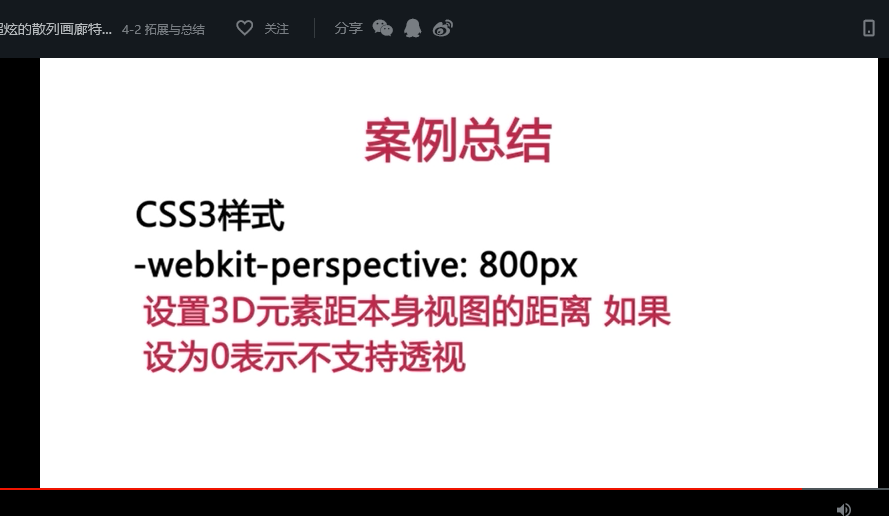 超炫的散列画廊特... 4-2 拓展与总结 关注 分享
案例总结
CSS3样式
-webkit-perspective: 800px
设置3D元素距本身视图的距离 如果
设为0表示不支持透视